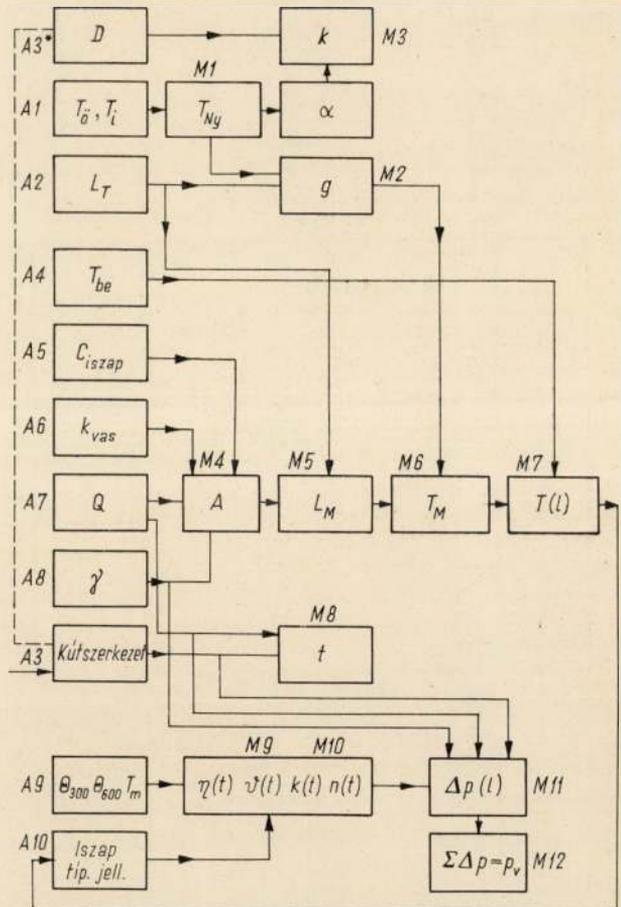 A3* D k M3
M1
A1 T_ö , T_i T_Ny α
A2 L_T g M2
A4 T_be
A5 C_iszap
A6 k_vas
M4 M5 M6 M7
A7 Q A L_M T_M T(l)
A8 γ
M8
A3 Kútszerkezet t
M9 M10
A9 Θ_300 Θ_600 T_m η(t) ϑ(t) k(t) n(t) Δp(l) M11
A10 Iszap
típ. jell. ΣΔp=p_v M12